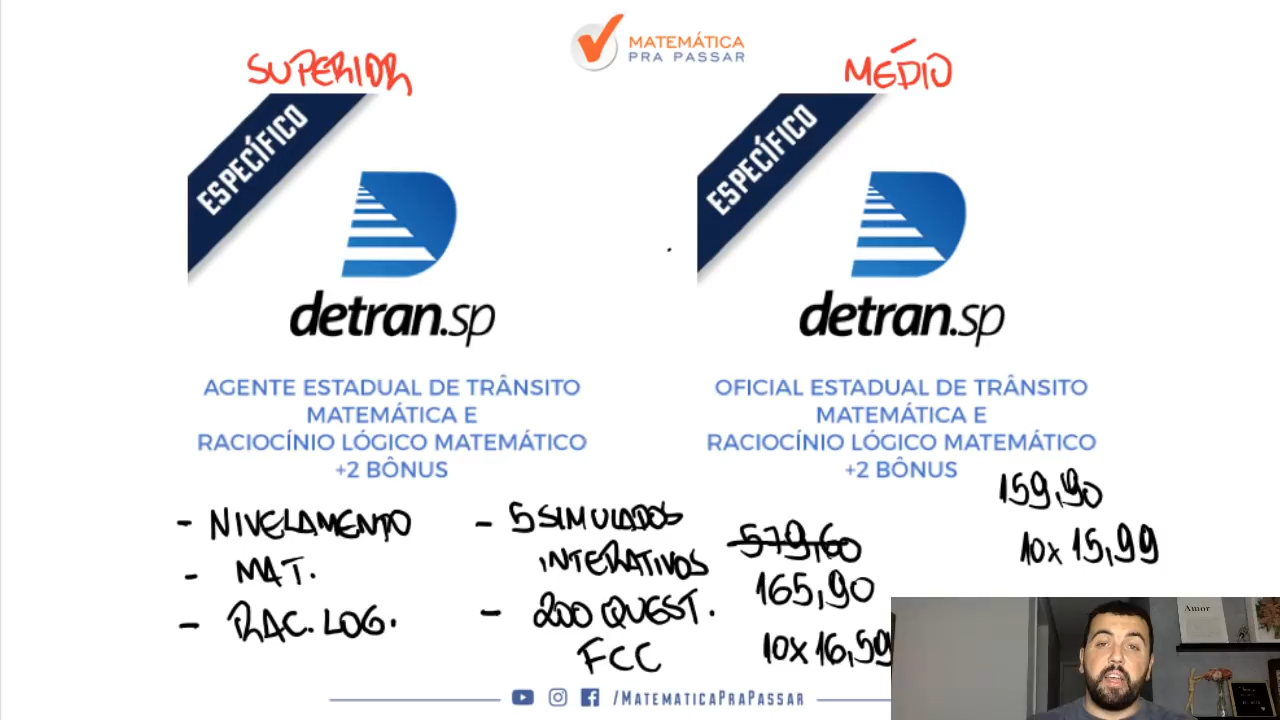 MATEMÁTICA
PRA PASSAR
SUPERIOR
ESPECÍFICO
detran.sp
AGENTE ESTADUAL DE TRÂNSITO
MATEMÁTICA E
RACIOCÍNIO LÓGICO MATEMÁTICO
+2 BÔNUS
MÉDIO
ESPECÍFICO
detran.sp
OFICIAL ESTADUAL DE TRÂNSITO
MATEMÁTICA E
RACIOCÍNIO LÓGICO MATEMÁTICO
+2 BÔNUS
- NIVELAMENTO
- MAT.
- RAC. LOG.
- 5 SIMULADOS
INTERATIVOS
- 200 QUEST.
FCC
579,60
165,90
10x 16,59
159,90
10x 15,99
Amor
/MATEMATICAPRAPASSAR